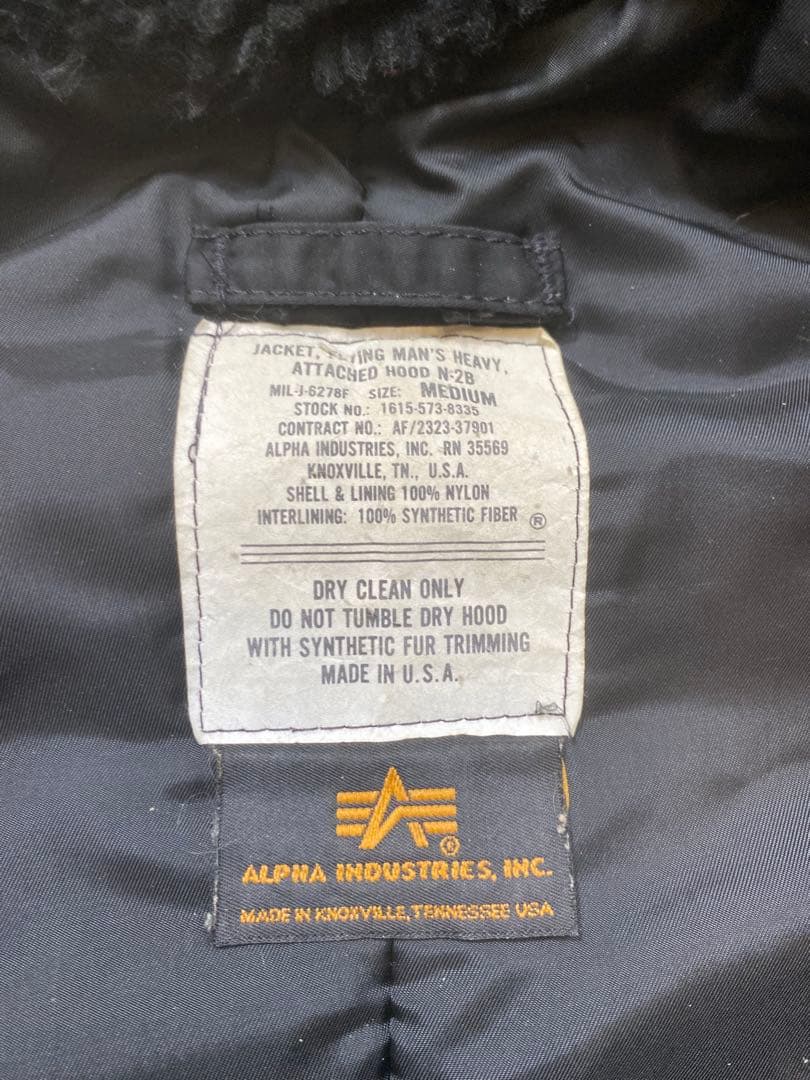 JACKET, FLYING MAN'S HEAVY,
ATTACHED HOOD N-2B
MIL-J-6278F SIZE: MEDIUM
STOCK NO.: 1615-573-8335
CONTRACT NO.: AF/2323-37901
ALPHA INDUSTRIES, INC. RN 35569
KNOXVILLE, TN., U.S.A.
SHELL & LINING 100% NYLON
INTERLINING: 100% SYNTHETIC FIBER ®
DRY CLEAN ONLY
DO NOT TUMBLE DRY HOOD
WITH SYNTHETIC FUR TRIMMING
MADE IN U.S.A.
®
ALPHA INDUSTRIES, INC.
MADE IN KNOXVILLE, TENNESSEE USA